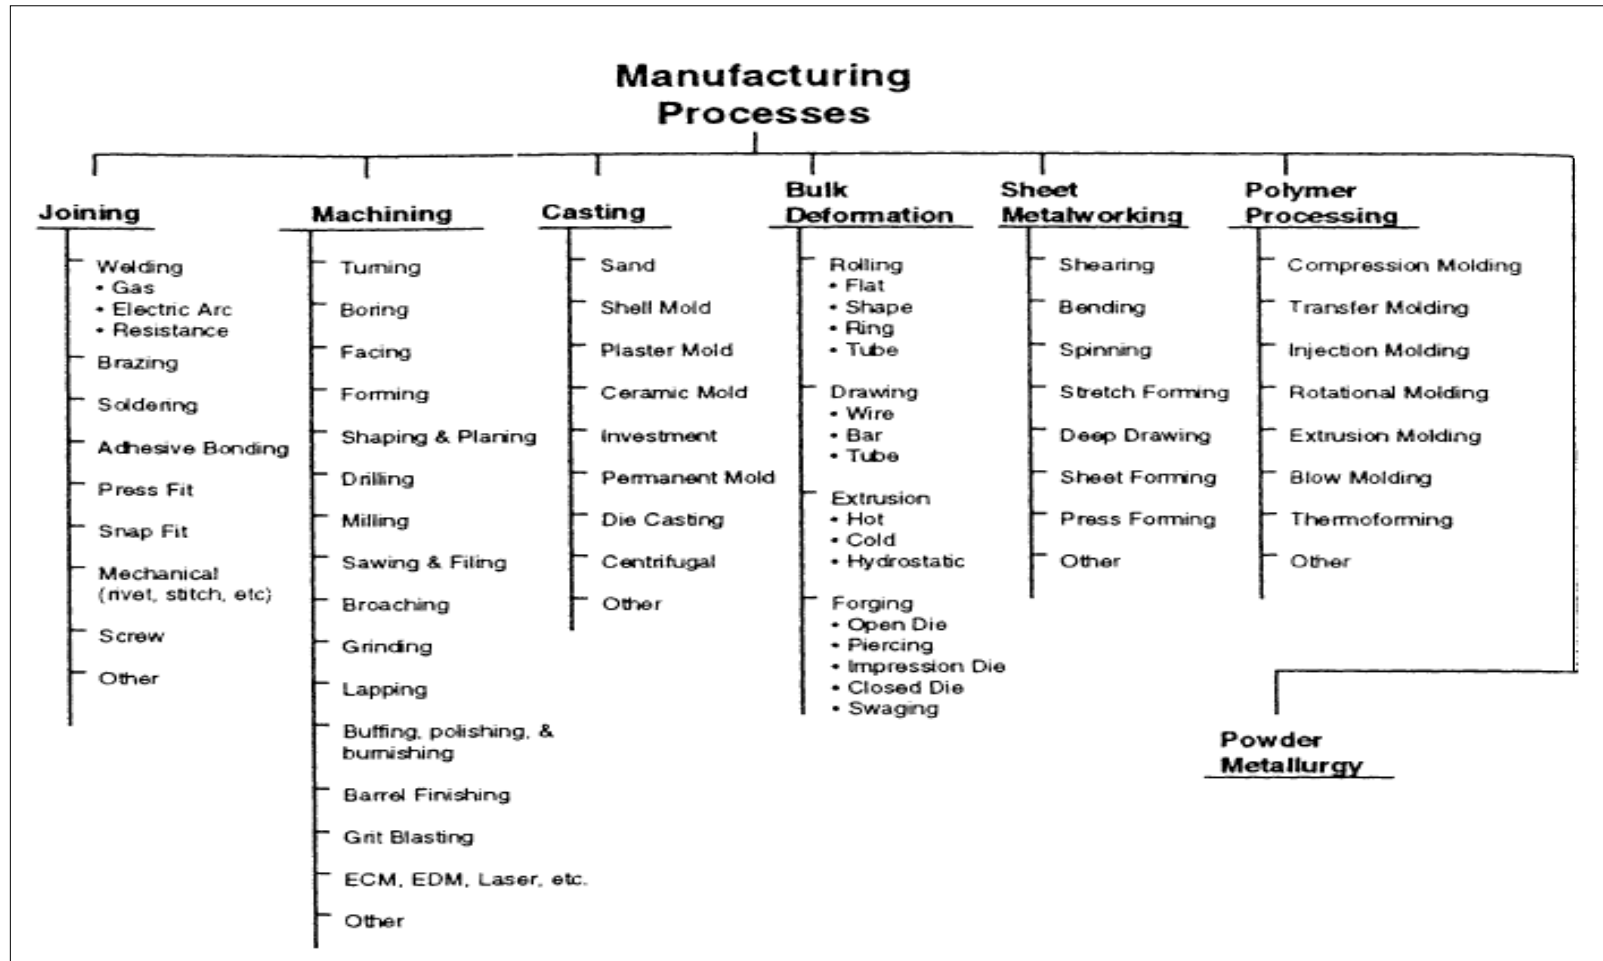 Manufacturing
Processes
Joining
Welding
• Gas
• Electric Arc
• Resistance
Brazing
Soldering
Adhesive Bonding
Press Fit
Snap Fit
Mechanical
(rivet, stitch, etc)
Screw
Other
Machining
Turning
Boring
Facing
Forming
Shaping & Planing
Drilling
Milling
Sawing & Filing
Broaching
Grinding
Lapping
Buffing, polishing, &
burnishing
Barrel Finishing
Grit Blasting
ECM, EDM, Laser, etc.
Other
Casting
Sand
Shell Mold
Plaster Mold
Ceramic Mold
Investment
Permanent Mold
Die Casting
Centrifugal
Other
Bulk
Deformation
Rolling
• Flat
• Shape
• Ring
• Tube
Drawing
• Wire
• Bar
• Tube
Extrusion
• Hot
• Cold
• Hydrostatic
Forging
• Open Die
• Piercing
• Impression Die
• Closed Die
• Swaging
Sheet
Metalworking
Shearing
Bending
Spinning
Stretch Forming
Deep Drawing
Sheet Forming
Press Forming
Other
Polymer
Processing
Compression Molding
Transfer Molding
Injection Molding
Rotational Molding
Extrusion Molding
Blow Molding
Thermoforming
Other
Powder
Metallurgy